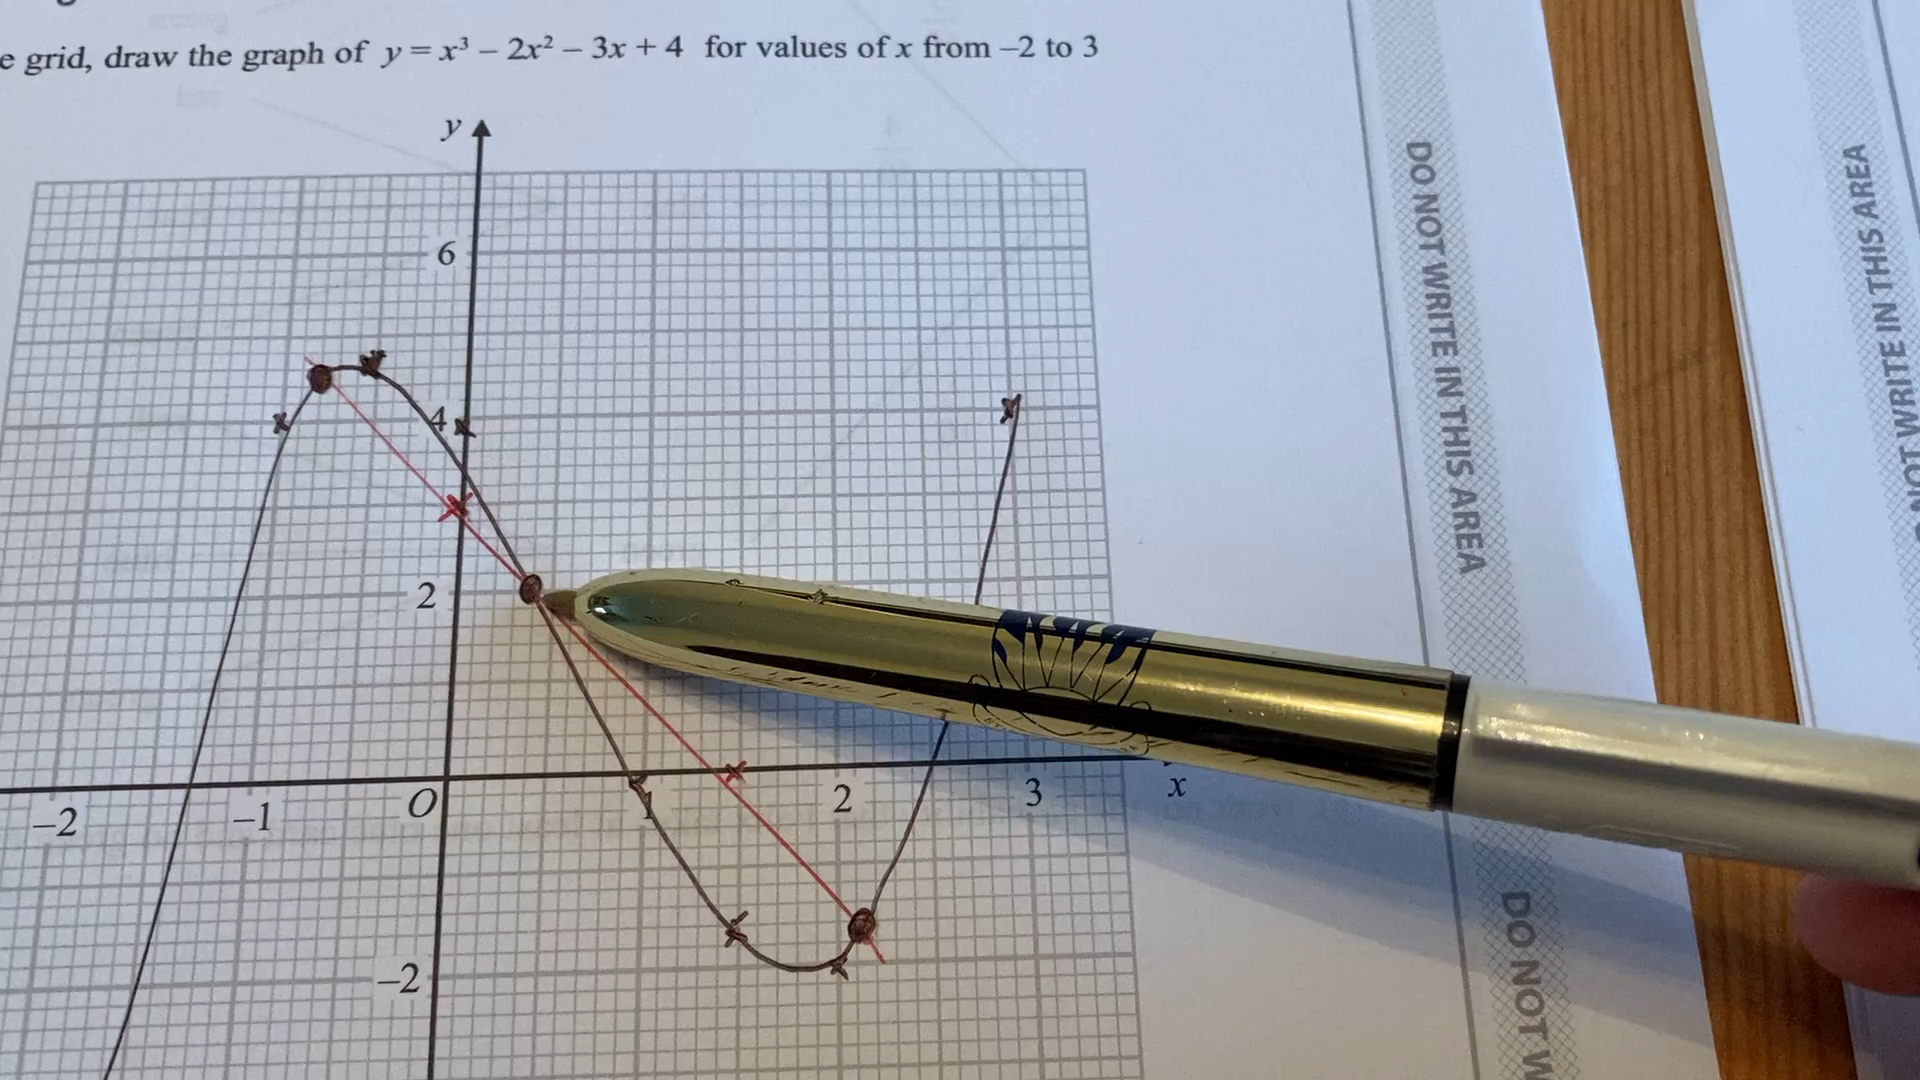 e grid, draw the graph of y = x³ – 2x² – 3x + 4 for values of x from –2 to 3
y
6
4
2
–2 –1 O 1 2 3 x
–2
DO NOT WRITE IN THIS AREA
DO NOT W
WRITE IN THIS AREA